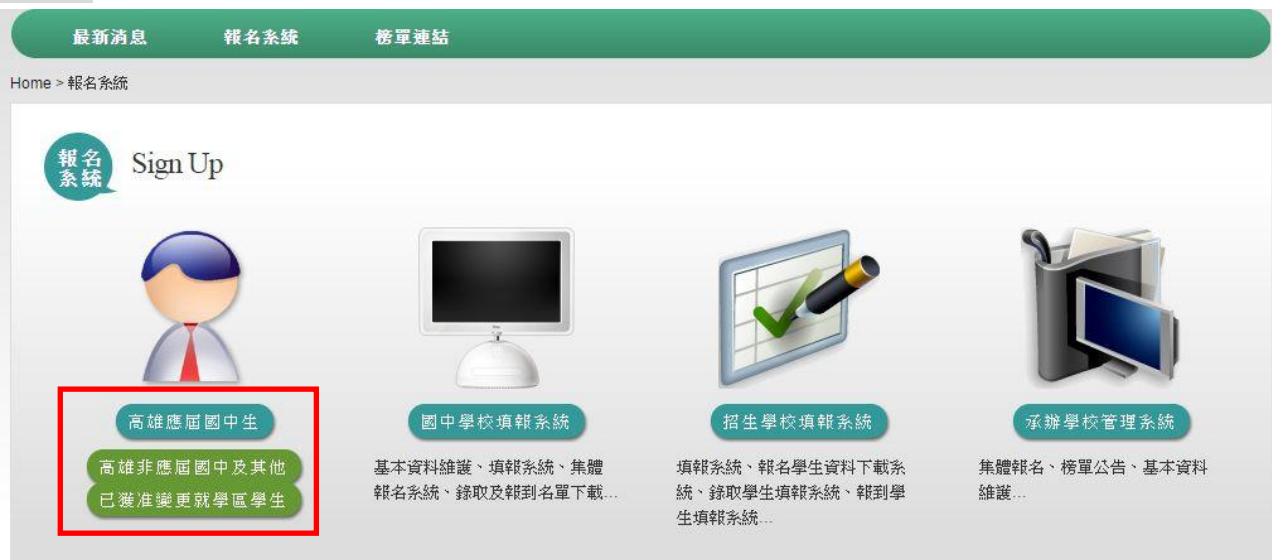 最新消息 報名系統 榜單連結
Home > 報名系統
報名
系統
Sign Up
高雄應屆國中生
高雄非應屆國中及其他
已獲准變更就學區學生
國中學校填報系統
基本資料維護、填報系統、集體
報名系統、錄取及報到名單下載...
招生學校填報系統
填報系統、報名學生資料下載系
統、錄取學生填報系統、報到學
生填報系統...
承辦學校管理系統
集體報名、榜單公告、基本資料
維護...